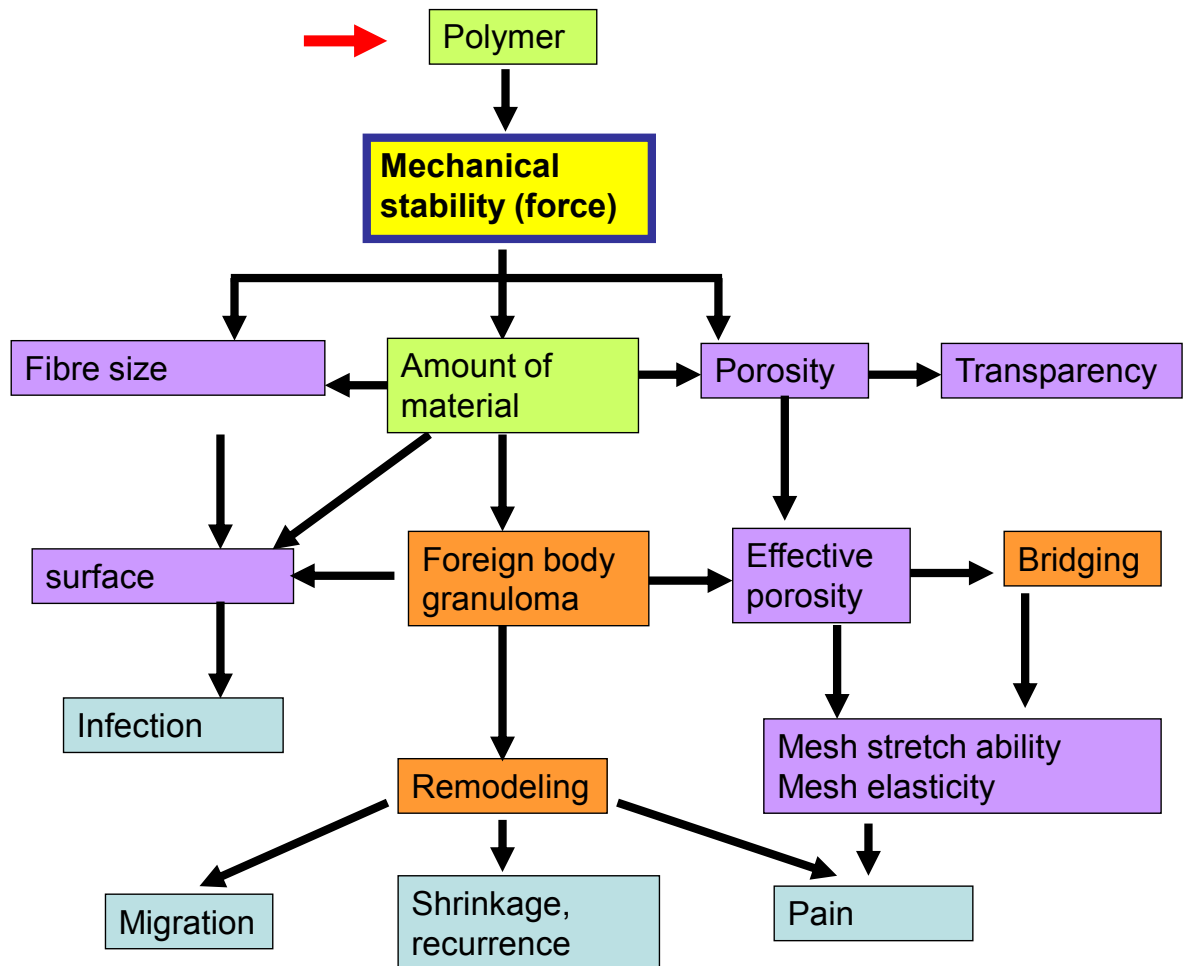 Polymer
Mechanical
stability (force)
Fibre size
Amount of
material
Porosity
Transparency
surface
Foreign body
granuloma
Effective
porosity
Bridging
Infection
Mesh stretch ability
Mesh elasticity
Remodeling
Migration
Shrinkage,
recurrence
Pain